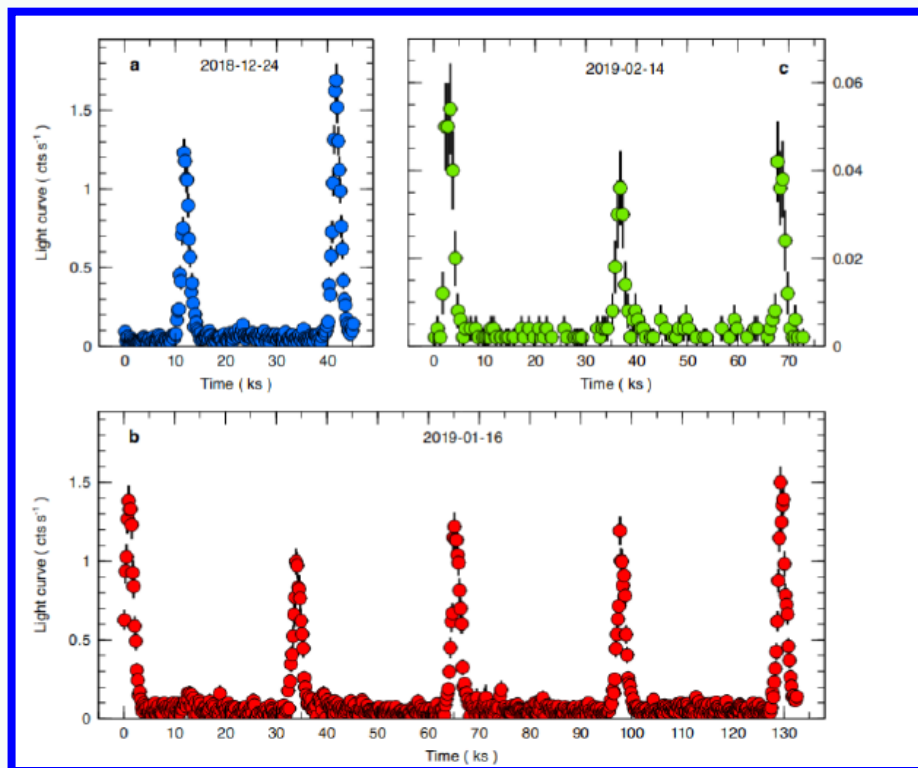 a 2018-12-24
Light curve ( cts s⁻¹ )
1.5
1
0.5
0
0 10 20 30 40
Time ( ks )
2019-02-14 c
0.06
0.04
0.02
0
0 10 20 30 40 50 60 70
Time ( ks )
b 2019-01-16
Light curve ( cts s⁻¹ )
1.5
1
0.5
0
0 10 20 30 40 50 60 70 80 90 100 110 120 130
Time ( ks )